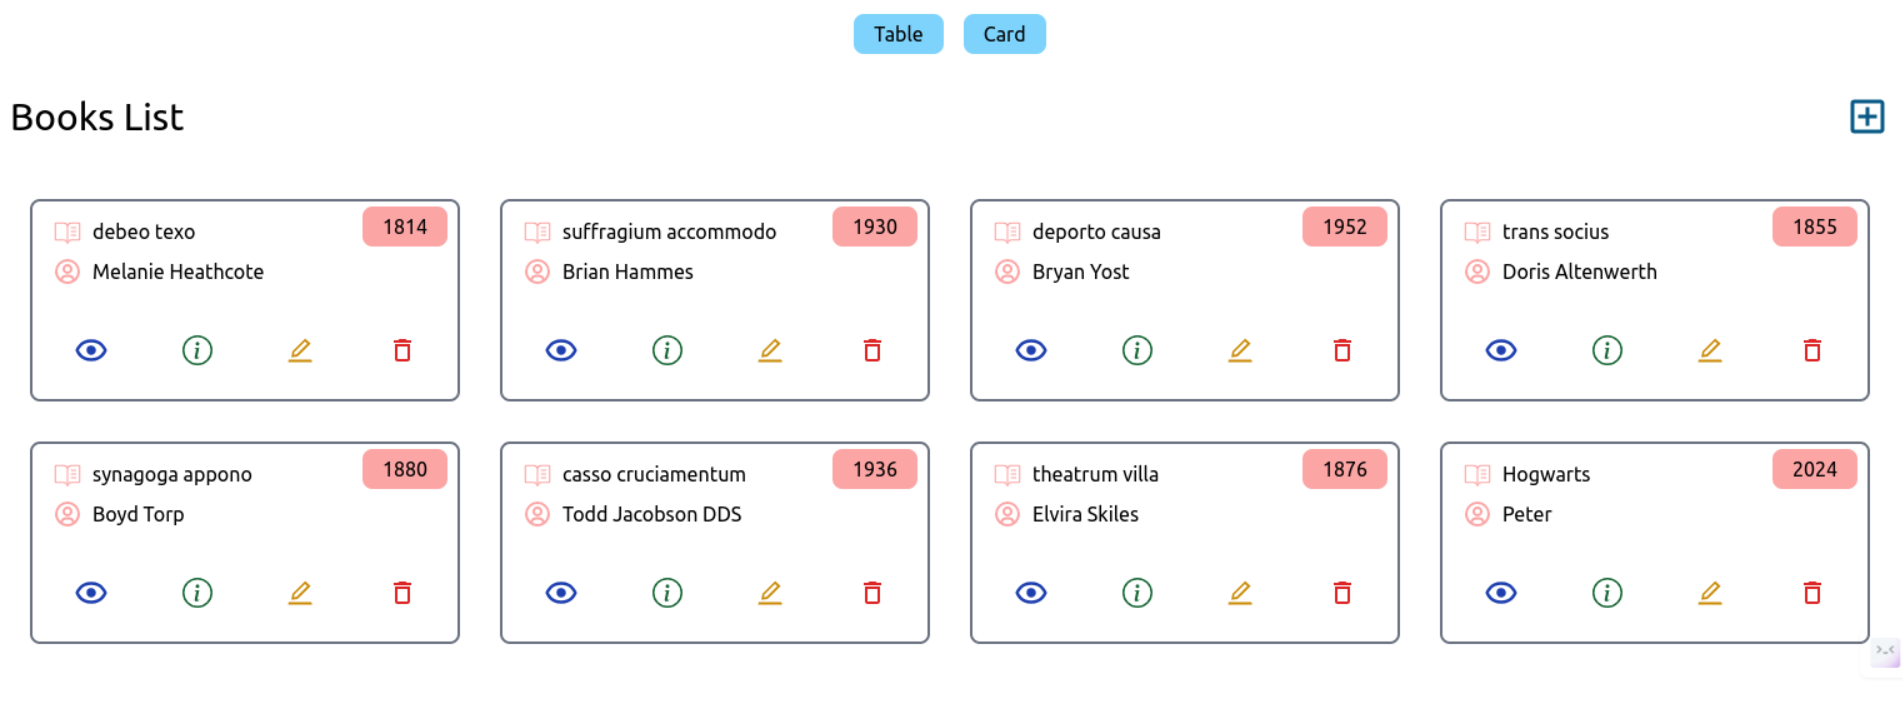 Table
Card
Books List
debeo texo
1814
Melanie Heathcote
suffragium accommodo
1930
Brian Hammes
deporto causa
1952
Bryan Yost
trans socius
1855
Doris Altenwerth
synagoga appono
1880
Boyd Torp
casso cruciamentum
1936
Todd Jacobson DDS
theatrum villa
1876
Elvira Skiles
Hogwarts
2024
Peter